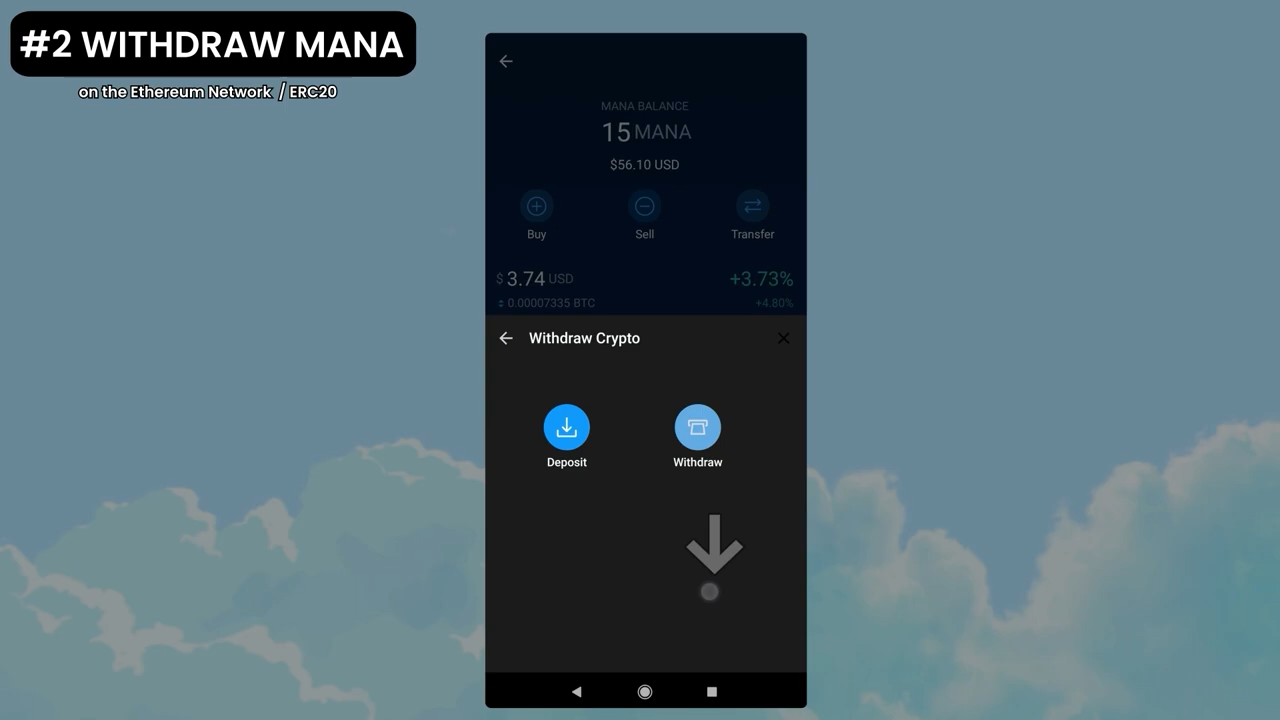 #2 WITHDRAW MANA
on the Ethereum Network / ERC20
MANA BALANCE
15 MANA
$56.10 USD
Buy Sell Transfer
$ 3.74 USD +3.73%
0.00007335 BTC +4.80%
Withdraw Crypto
Deposit Withdraw